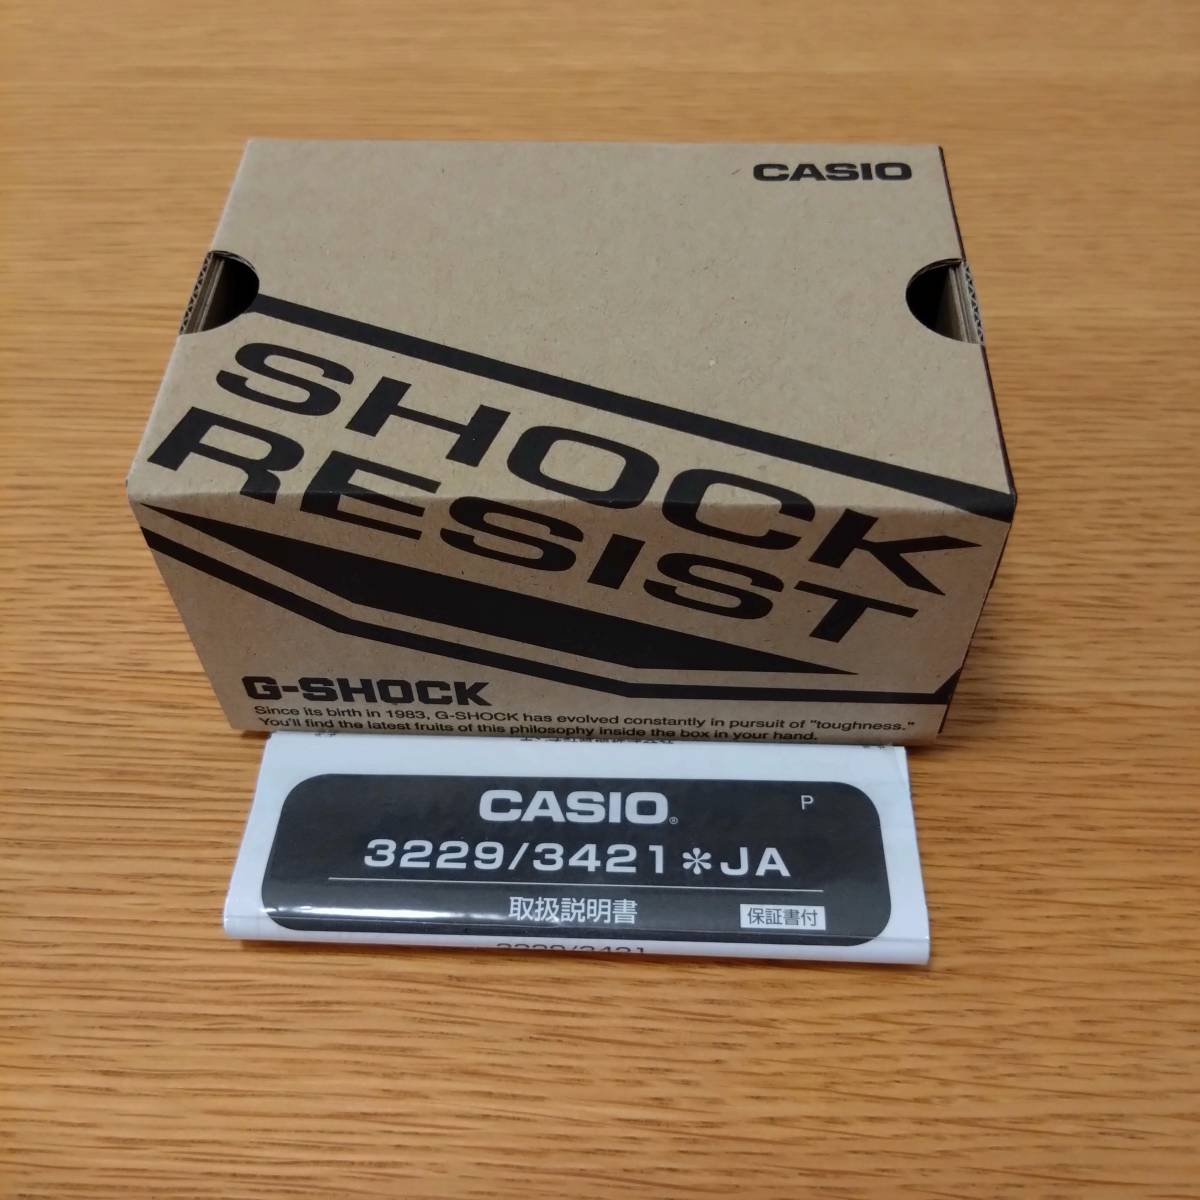 CASIO
SHOCK
RESIST
G-SHOCK
Since its birth in 1983, G-SHOCK has evolved constantly in pursuit of "toughness."
You'll find the latest fruits of this philosophy inside the box in your hand.
CASIO®
P
3229/3421＊JA
取扱説明書
保証書付
3229/3421